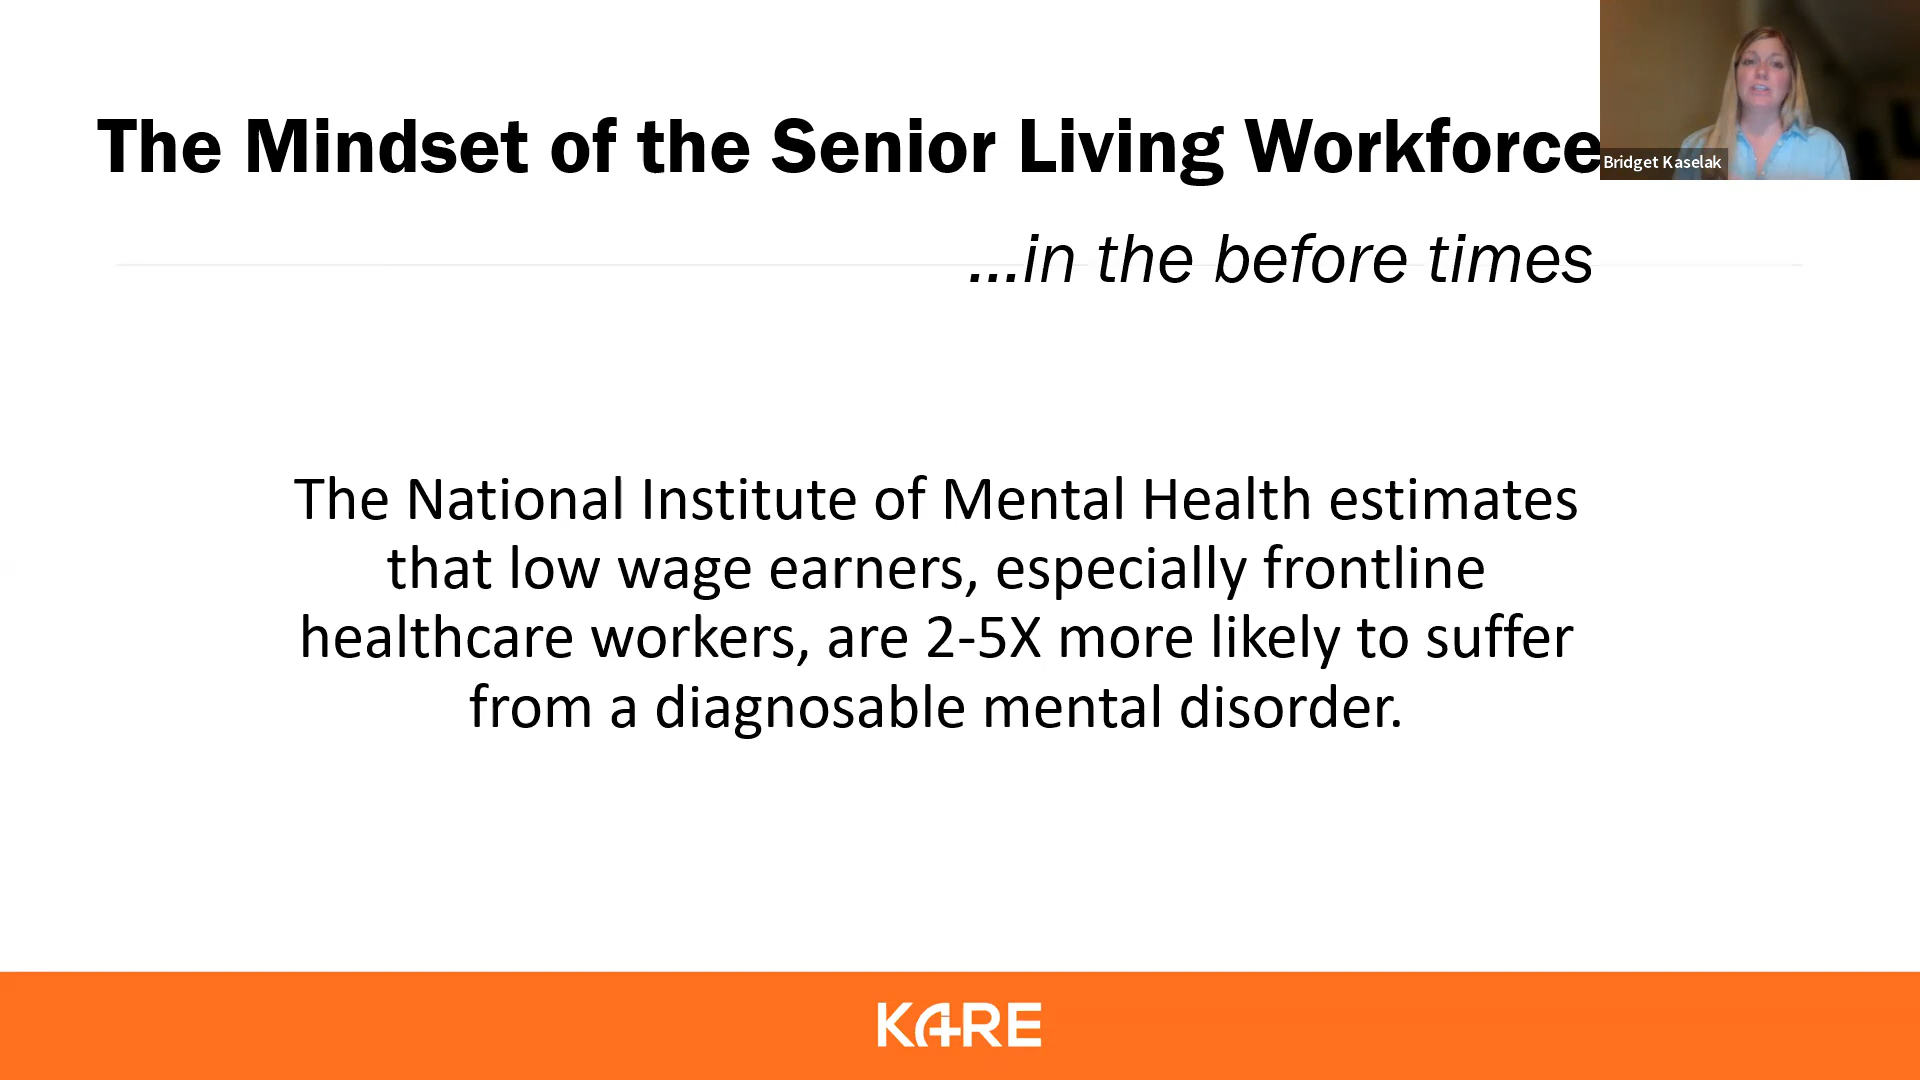 The Mindset of the Senior Living Workforce
Bridget Kaselak
...in the before times
The National Institute of Mental Health estimates
that low wage earners, especially frontline
healthcare workers, are 2-5X more likely to suffer
from a diagnosable mental disorder.
KARE